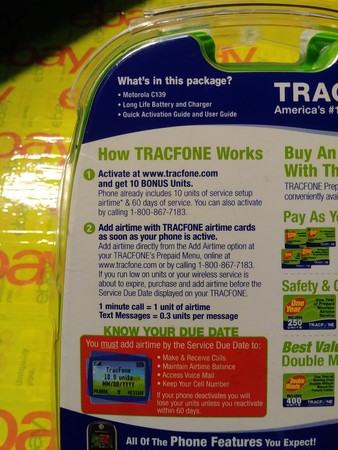 What's in this package?
• Motorola C139
• Long Life Battery and Charger
• Quick Activation Guide and User Guide
TRAC
America's #1
How TRACFONE Works
1 Activate at www.tracfone.com
and get 10 BONUS Units.
Phone already includes 10 units of service setup
airtime* & 60 days of service. You can also activate
by calling 1-800-867-7183.
2 Add airtime with TRACFONE airtime cards
as soon as your phone is active.
Add airtime directly from the Add Airtime option at
your TRACFONE's Prepaid Menu, online at
www.tracfone.com or by calling 1-800-867-7183.
If you run low on units or your wireless service is
about to expire, purchase and add airtime before the
Service Due Date displayed on your TRACFONE.
1 minute call = 1 unit of airtime
Text Messages = 0.3 units per message
KNOW YOUR DUE DATE
You must add airtime by the Service Due Date to:
• Make & Receive Calls
• Maintain Airtime Balance
• Access Voice Mail
• Keep Your Cell Number
If your phone deactivates you will
lose units unless you reactivate
within 60 days.
TracFone
10.0 units
MM/DD/YYYY
All Of The Phone Features You Expect!
Buy An
With Th
TRACFONE Prep
conveniently ava
Pay As Y
Safety & C
One
Year
250
TRACFONE
Best Valu
Double M
400
TRACFONE
ebay
ebay